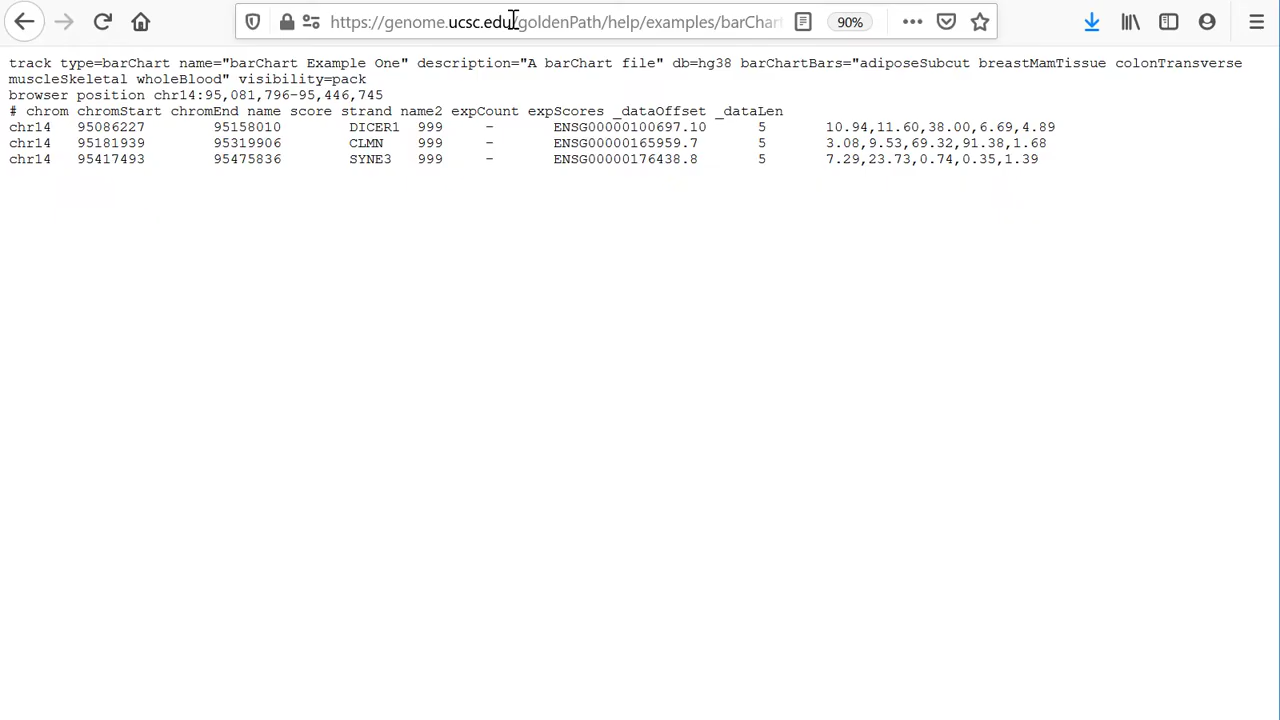 https://genome.ucsc.edu/goldenPath/help/examples/barChar
90%
track type=barChart name="barChart Example One" description="A barChart file" db=hg38 barChartBars="adiposeSubcut breastMamTissue colonTransverse
muscleSkeletal wholeBlood" visibility=pack
browser position chr14:95,081,796-95,446,745
# chrom chromStart chromEnd name score strand name2 expCount expScores _dataOffset _dataLen
chr14 95086227 95158010 DICER1 999 - ENSG00000100697.10 5 10.94,11.60,38.00,6.69,4.89
chr14 95181939 95319906 CLMN 999 - ENSG00000165959.7 5 3.08,9.53,69.32,91.38,1.68
chr14 95417493 95475836 SYNE3 999 - ENSG00000176438.8 5 7.29,23.73,0.74,0.35,1.39